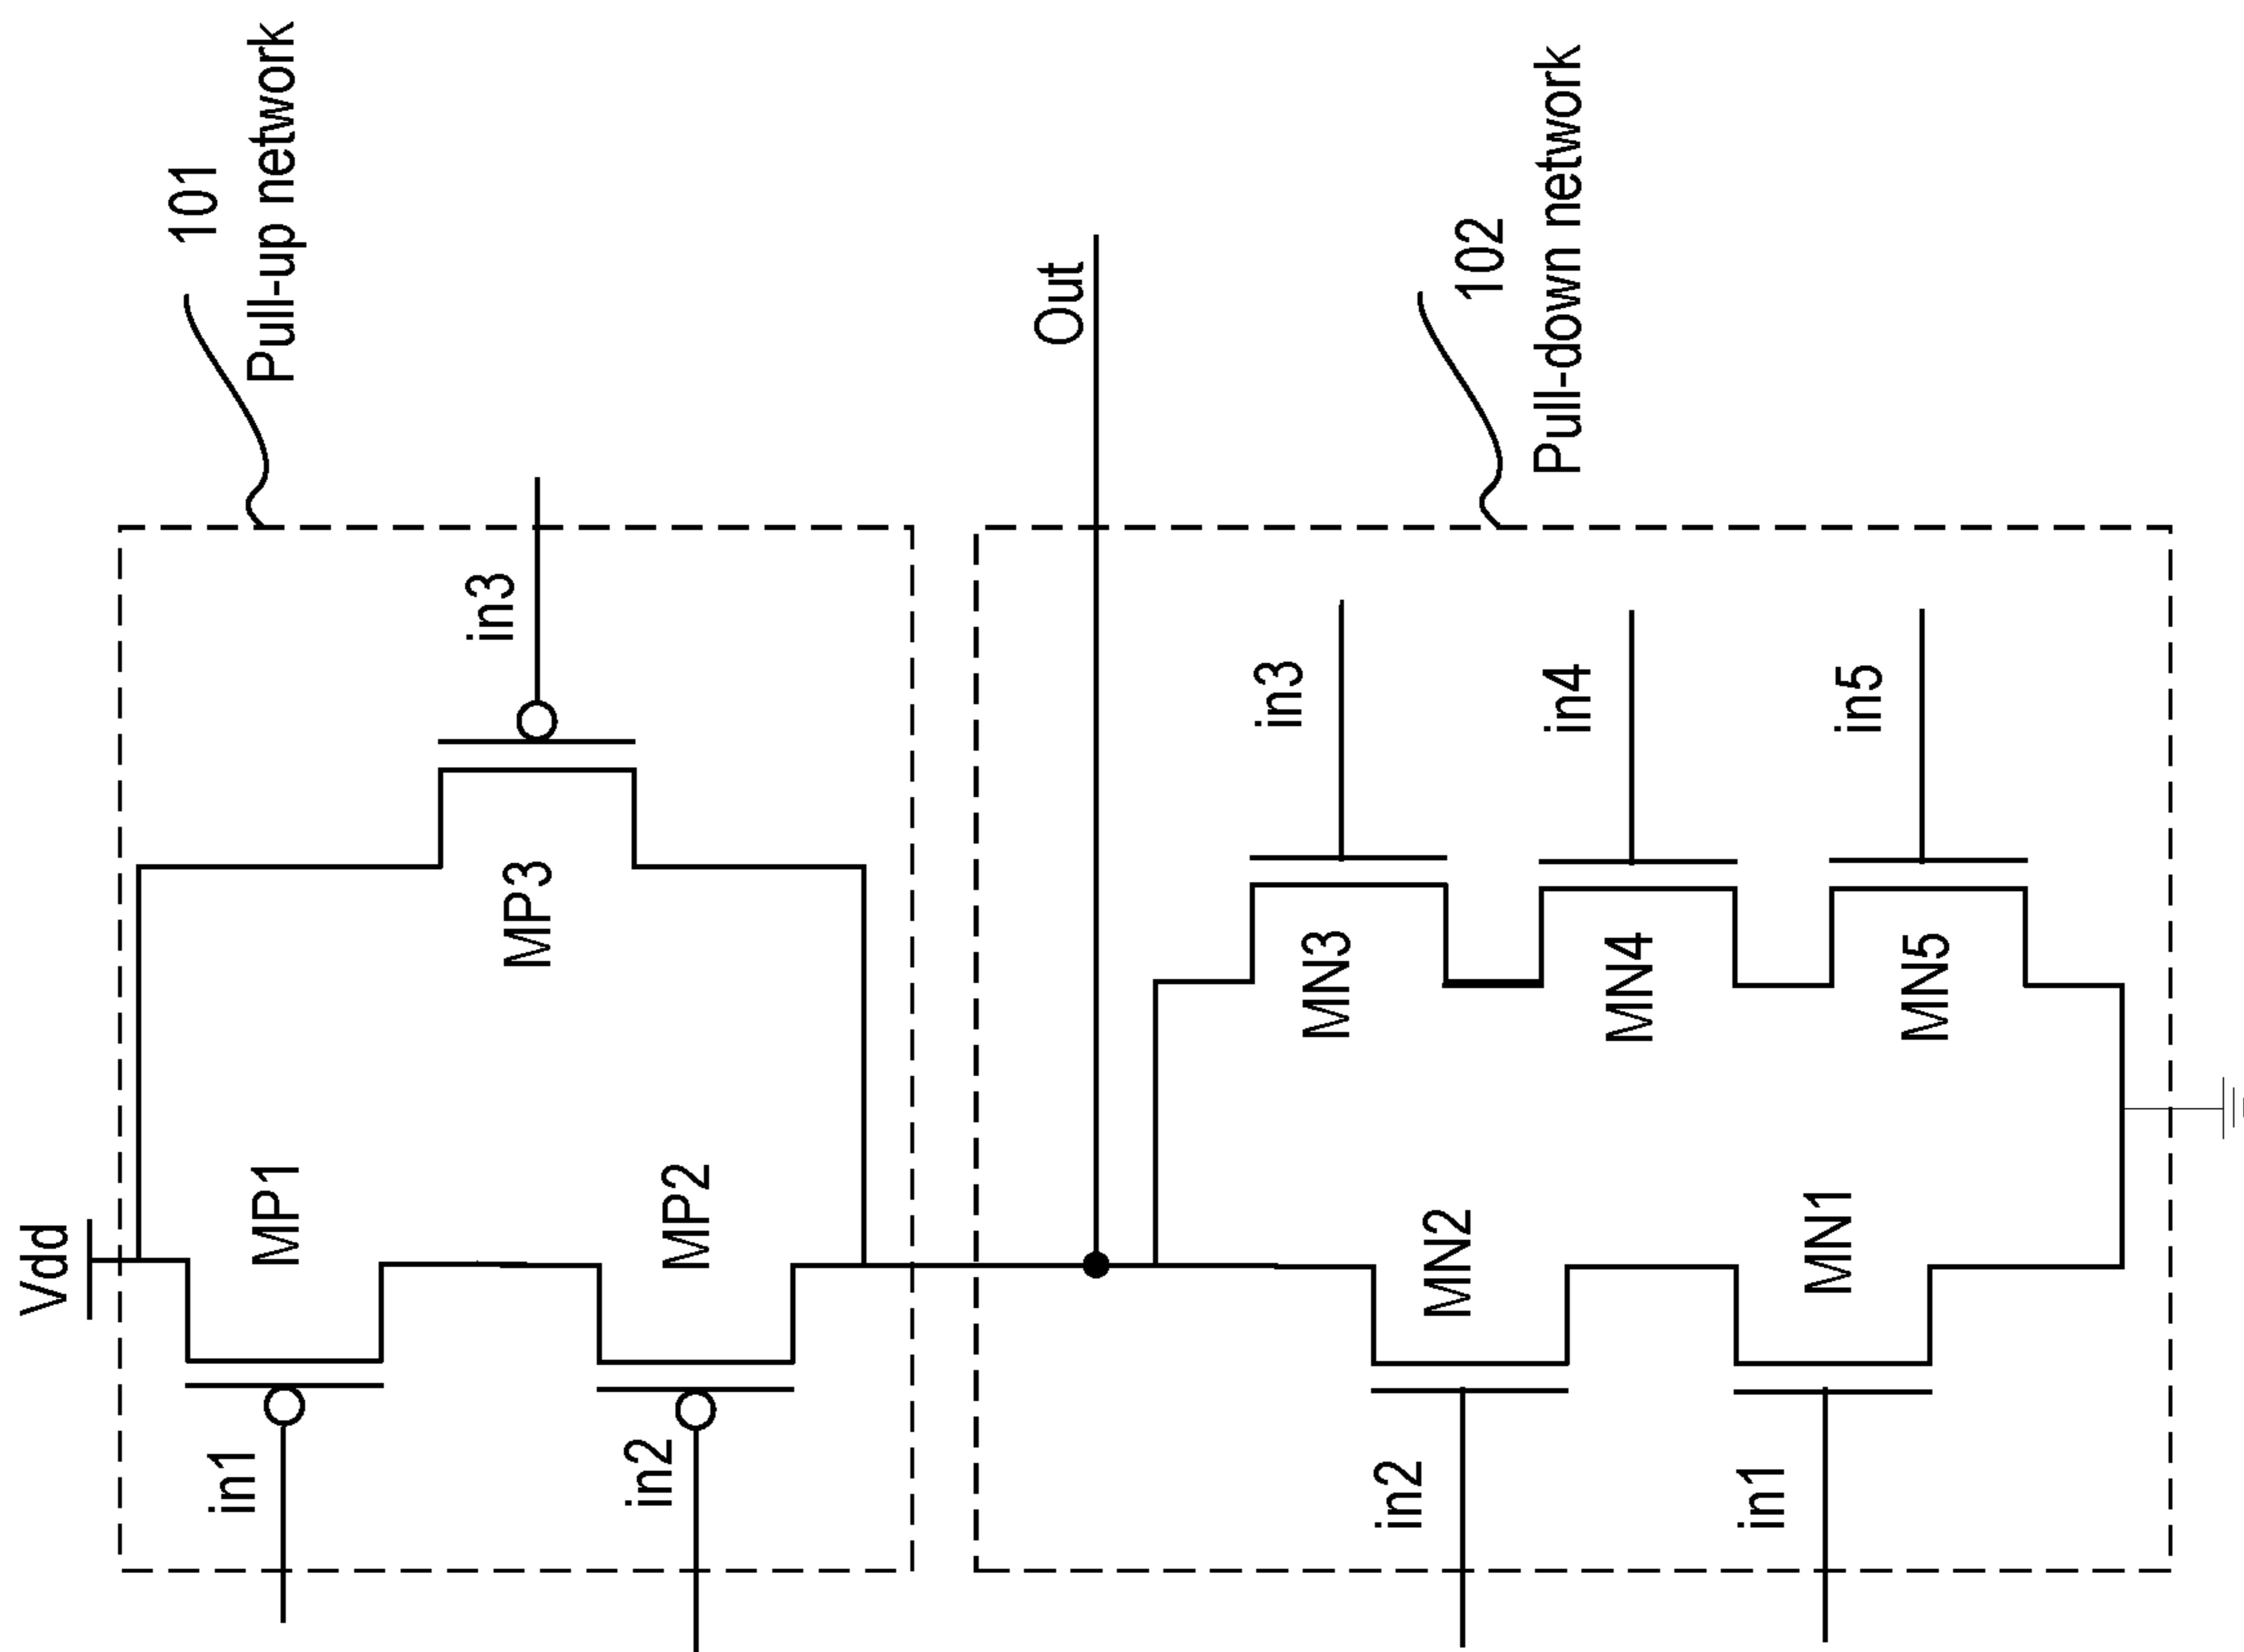 101
Pull-up network
Vdd
in1
MP1
MP3
in3
in2
MP2
Out
102
Pull-down network
in2
MN2
MN3
in3
MN4
in4
in1
MN1
MN5
in5